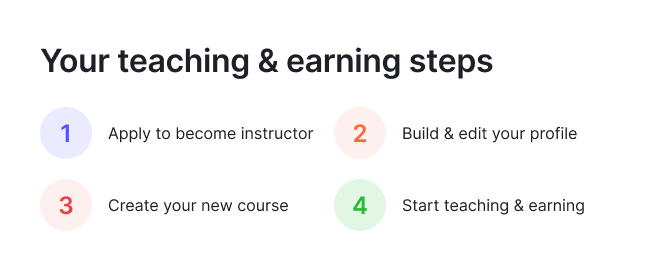 Your teaching & earning steps
1 Apply to become instructor
2 Build & edit your profile
3 Create your new course
4 Start teaching & earning